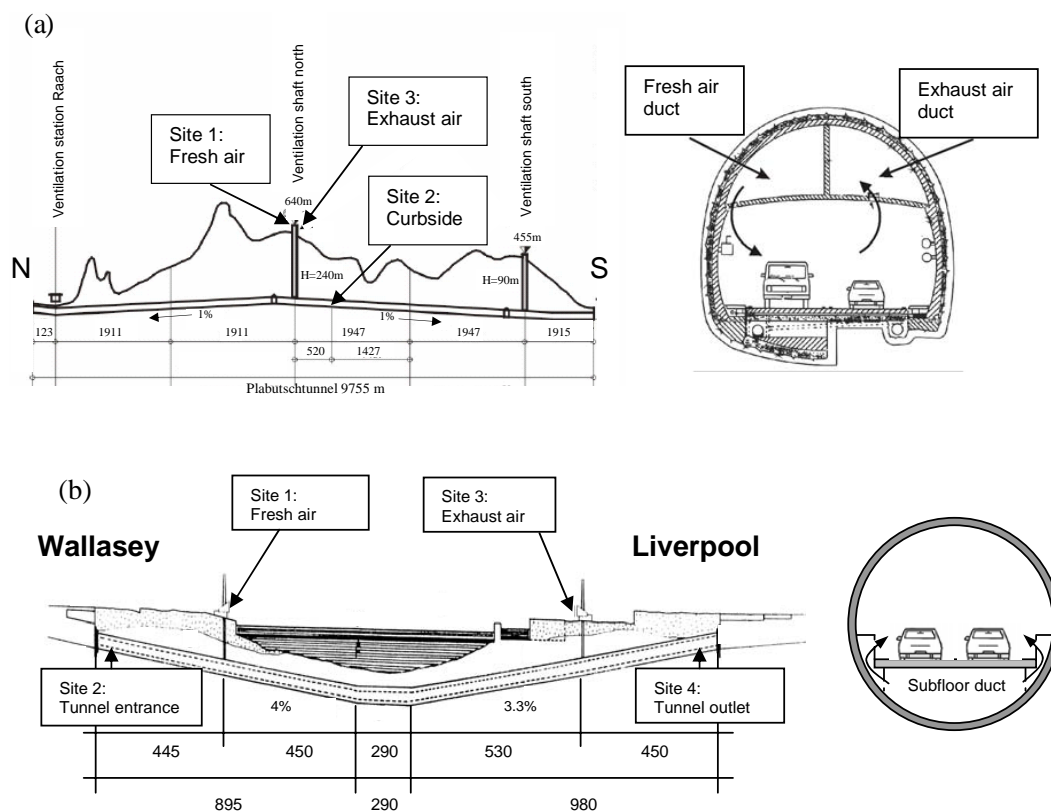 (a)
Ventilation station Raach
Ventilation shaft north
Ventilation shaft south
Site 1:
Fresh air
Site 3:
Exhaust air
Site 2:
Curbside
640m
455m
N
S
H=240m
H=90m
1%
1%
123
1911
1911
1947
1947
1915
520
1427
Plabutschtunnel 9755 m
Fresh air
duct
Exhaust air
duct
(b)
Site 1:
Fresh air
Site 3:
Exhaust air
Wallasey
Liverpool
Site 2:
Tunnel entrance
4%
3.3%
Site 4:
Tunnel outlet
Subfloor duct
445
450
290
530
450
895
290
980